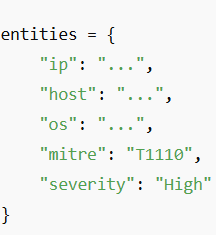 entities = {
    "ip": "...",
    "host": "...",
    "os": "...",
    "mitre": "T1110",
    "severity": "High"
}